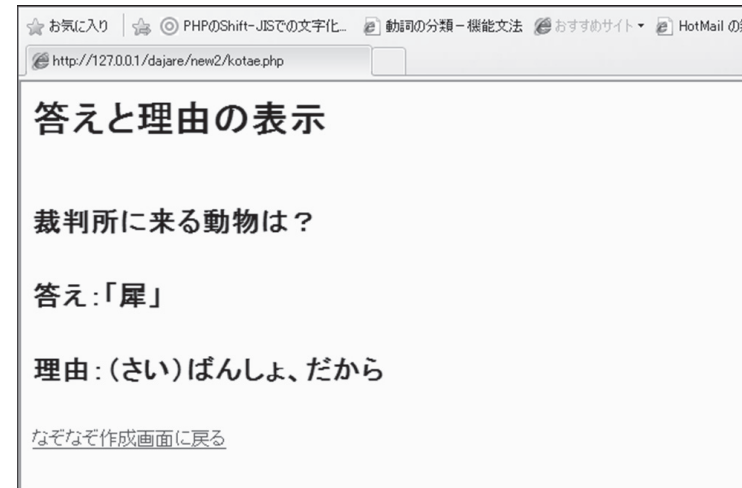 お気に入り PHPのShift-JISでの文字化... 動詞の分類－機能文法 おすすめサイト HotMail の
http://127.0.0.1/dajare/new2/kotae.php
答えと理由の表示
裁判所に来る動物は？
答え：「犀」
理由：（さい）ばんしょ、だから
なぞなぞ作成画面に戻る